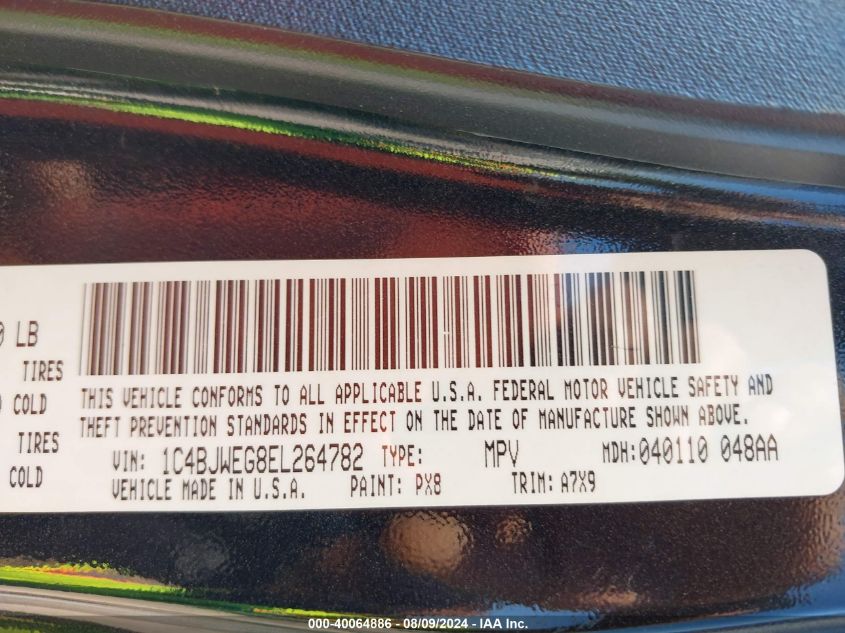 LB
TIRES
COLD
TIRES
COLD
THIS VEHICLE CONFORMS TO ALL APPLICABLE U.S.A. FEDERAL MOTOR VEHICLE SAFETY AND
THEFT PREVENTION STANDARDS IN EFFECT ON THE DATE OF MANUFACTURE SHOWN ABOVE.
VIN: 1C4BJWEG8EL264782 TYPE: MPV MDH:040110 048AA
VEHICLE MADE IN U.S.A. PAINT: PX8 TRIM: A7X9
000-40064886 - 08/09/2024 - IAA Inc.